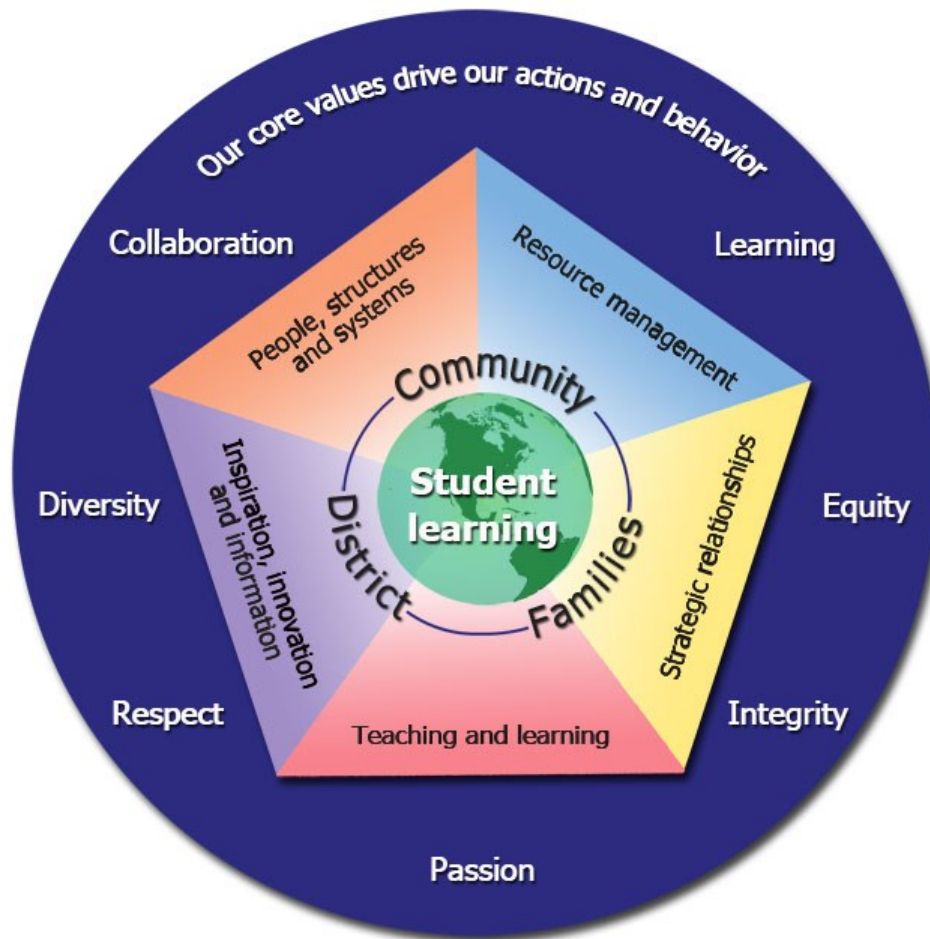 Our core values drive our actions and behavior
Collaboration
Learning
People, structures
and systems
Resource management
Community
Student
learning
District
Families
Inspiration, innovation
and information
Strategic relationships
Diversity
Equity
Respect
Teaching and learning
Integrity
Passion